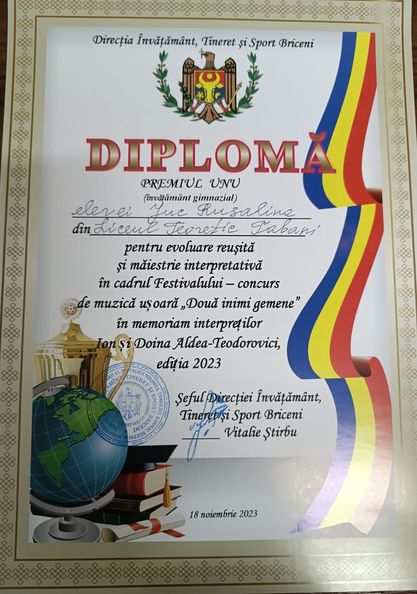 Direcția Învățământ, Tineret și Sport Briceni
DIPLOMĂ
PREMIUL UNU
(învățământ gimnazial)
elevei Juc Rusalina
din Liceul Teoretic Tabani
pentru evoluare reușită
și măiestrie interpretativă
în cadrul Festivalului – concurs
de muzică ușoară „Două inimi gemene”
în memoriam interpreților
Ion și Doina Aldea-Teodorovici,
ediția 2023
Șeful Direcției Învățământ,
Tineret și Sport Briceni
Vitalie Știrbu
18 noiembrie 2023